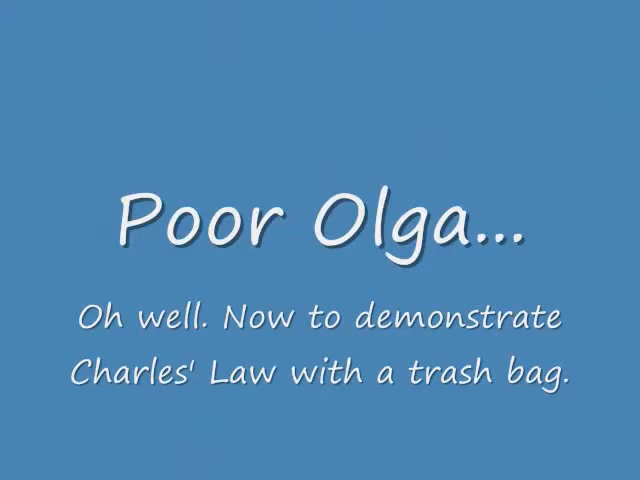 Poor Olga...
Oh well. Now to demonstrate
Charles' Law with a trash bag.